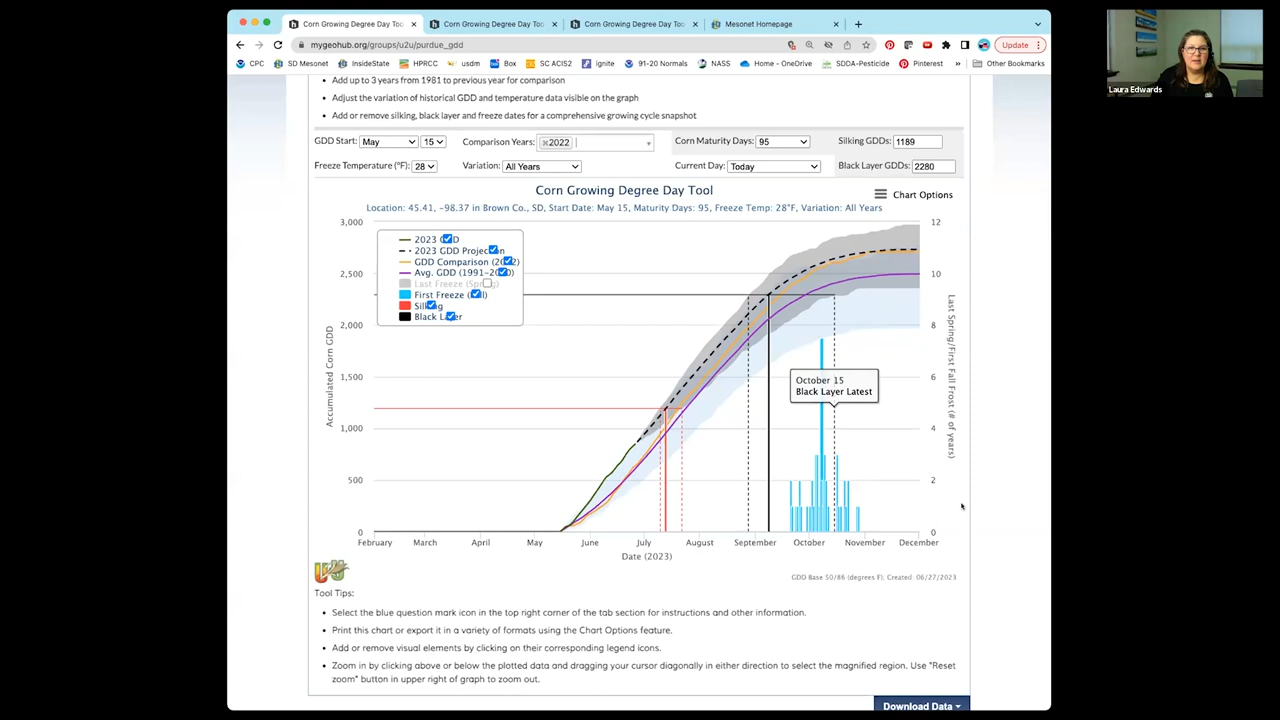 Corn Growing Degree Day Tool
Corn Growing Degree Day Tool
Corn Growing Degree Day Tool
Mesonet Homepage
mygeohub.org/groups/u2u/purdue_gdd
Update
CPC
SD Mesonet
InsideState
HPRCC
usdm
Box
SC ACIS2
ignite
91-20 Normals
NASS
Home - OneDrive
SDDA-Pesticide
Pinterest
»
Other Bookmarks
Laura Edwards
• Add up to 3 years from 1981 to previous year for comparison
• Adjust the variation of historical GDD and temperature data visible on the graph
• Add or remove silking, black layer and freeze dates for a comprehensive growing cycle snapshot
GDD Start: May 15 Comparison Years: ×2022 Corn Maturity Days: 95 Silking GDDs: 1189
Freeze Temperature (°F): 28 Variation: All Years Current Day: Today Black Layer GDDs: 2280
Corn Growing Degree Day Tool
Chart Options
Location: 45.41, -98.37 in Brown Co., SD, Start Date: May 15, Maturity Days: 95, Freeze Temp: 28°F, Variation: All Years
3,000
2,500
2,000
1,500
1,000
500
0
Accumulated Corn GDD
2023
2023 GDD
GDD Comparison
Avg. GDD
Last Freeze
First Freeze
Black
October 15
Black Layer Latest
12
10
8
6
4
2
0
Last Spring/First Fall Frost (# of years)
February March April May June July August September October November December
Date (2023)
GDD Base 50/86 (degrees F); Created: 06/27/2023
U2U
Tool Tips:
• Select the blue question mark icon in the top right corner of the tab section for instructions and other information.
• Print this chart or export it in a variety of formats using the Chart Options feature.
• Add or remove visual elements by clicking on their corresponding legend icons.
• Zoom in by clicking above or below the plotted data and dragging your cursor diagonally in either direction to select the magnified region. Use "Reset
zoom" button in upper right of graph to zoom out.
Download Data